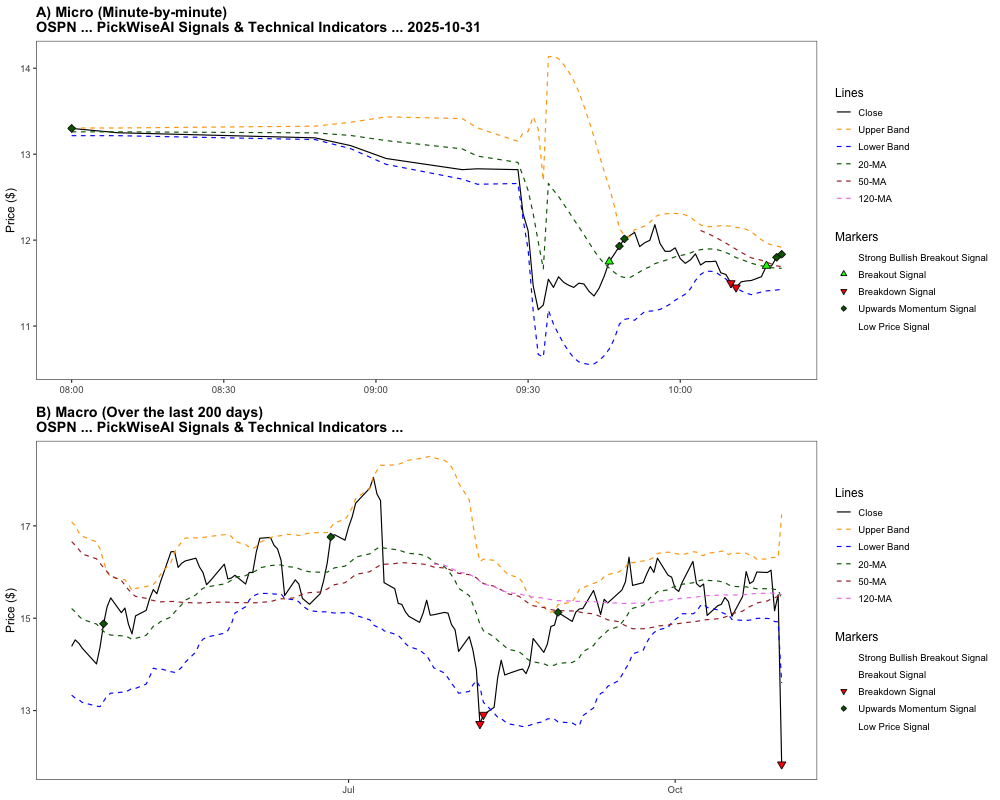 A) Micro (Minute-by-minute)
OSPN ... PickWiseAI Signals & Technical Indicators ... 2025-10-31
Price ($)
14
13
12
11
08:00
08:30
09:00
09:30
10:00
Lines
Close
Upper Band
Lower Band
20-MA
50-MA
120-MA
Markers
Strong Bullish Breakout Signal
Breakout Signal
Breakdown Signal
Upwards Momentum Signal
Low Price Signal
B) Macro (Over the last 200 days)
OSPN ... PickWiseAI Signals & Technical Indicators ...
Price ($)
17
15
13
Jul
Oct
Lines
Close
Upper Band
Lower Band
20-MA
50-MA
120-MA
Markers
Strong Bullish Breakout Signal
Breakout Signal
Breakdown Signal
Upwards Momentum Signal
Low Price Signal